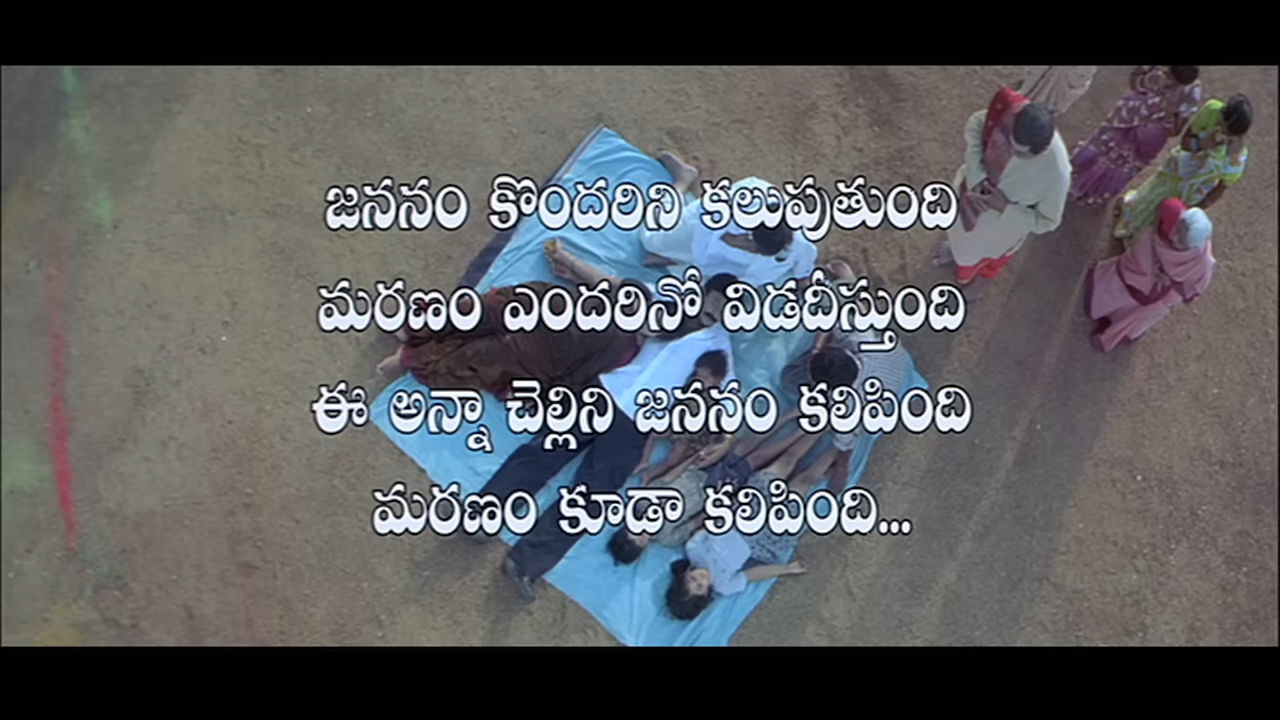 జననం కొందరిని కలుపుతుంది
మరణం ఎందరినో విడదీస్తుంది
ఈ అన్నా చెల్లిని జననం కలిపింది
మరణం కూడా కలిపింది...